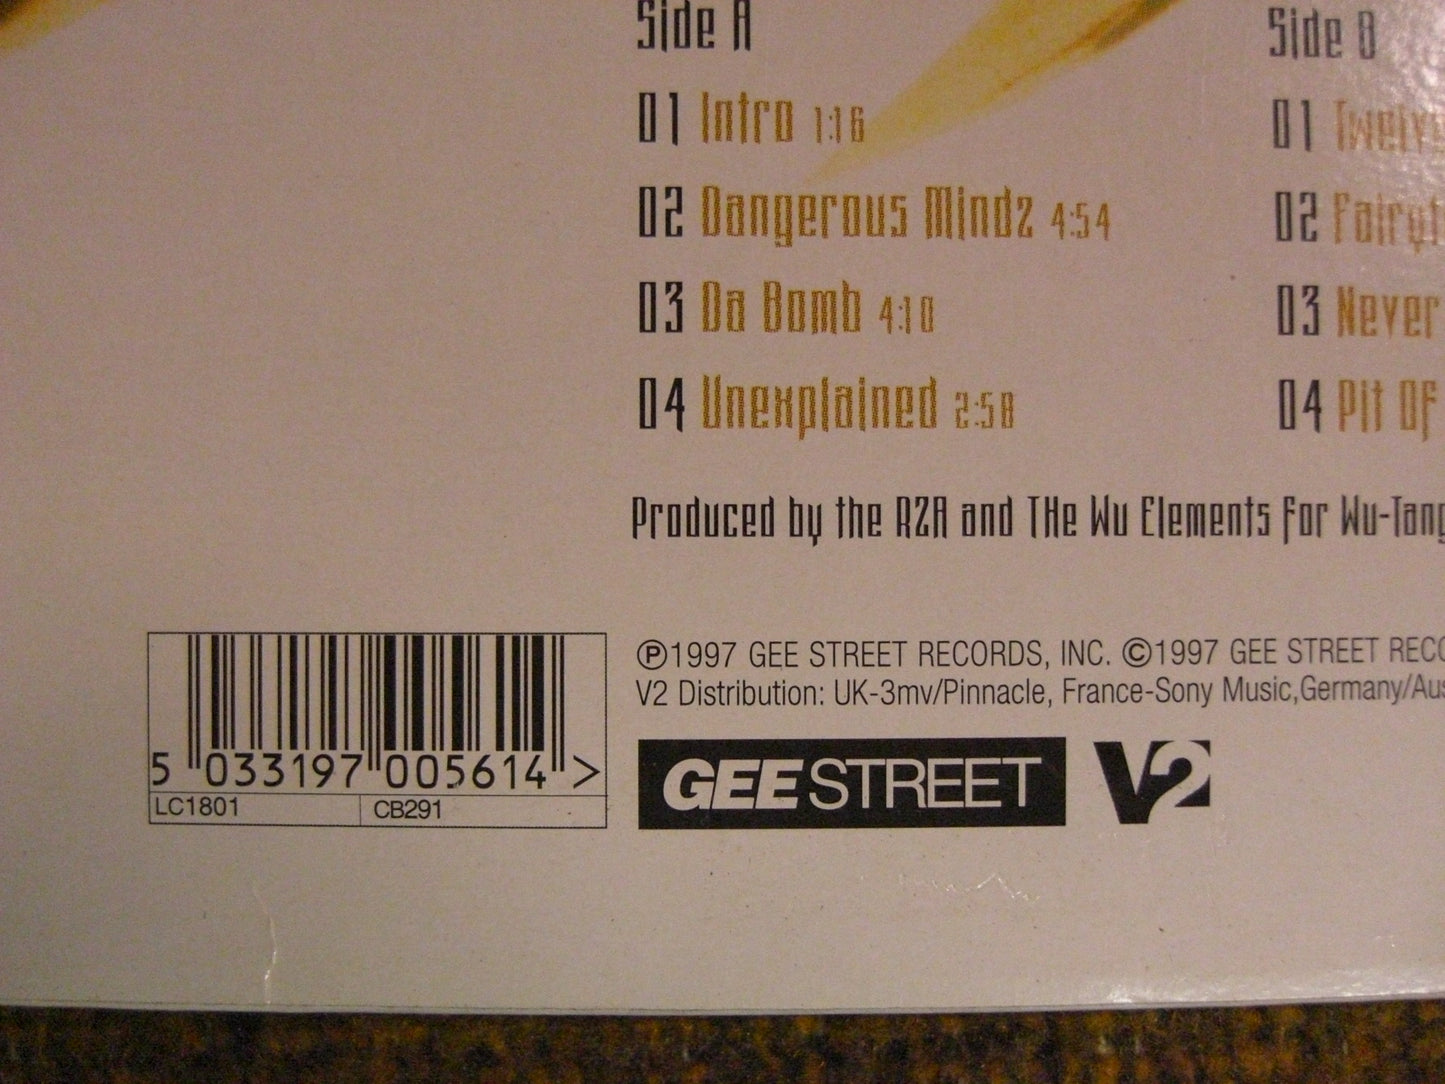 Side A
01 Intro 1:16
02 Dangerous Mindz 4:54
03 Da Bomb 4:10
04 Unexplained 2:58
Side B
01
02
03 Never
04 Pit Of
Produced by the RZA and THe Wu Elements for Wu-Tang
℗1997 GEE STREET RECORDS, INC. ©1997 GEE STREET
V2 Distribution: UK-3mv/Pinnacle, France-Sony Music,Germany/
5 033197 005614 >
LC1801 CB291
GEE STREET
V2